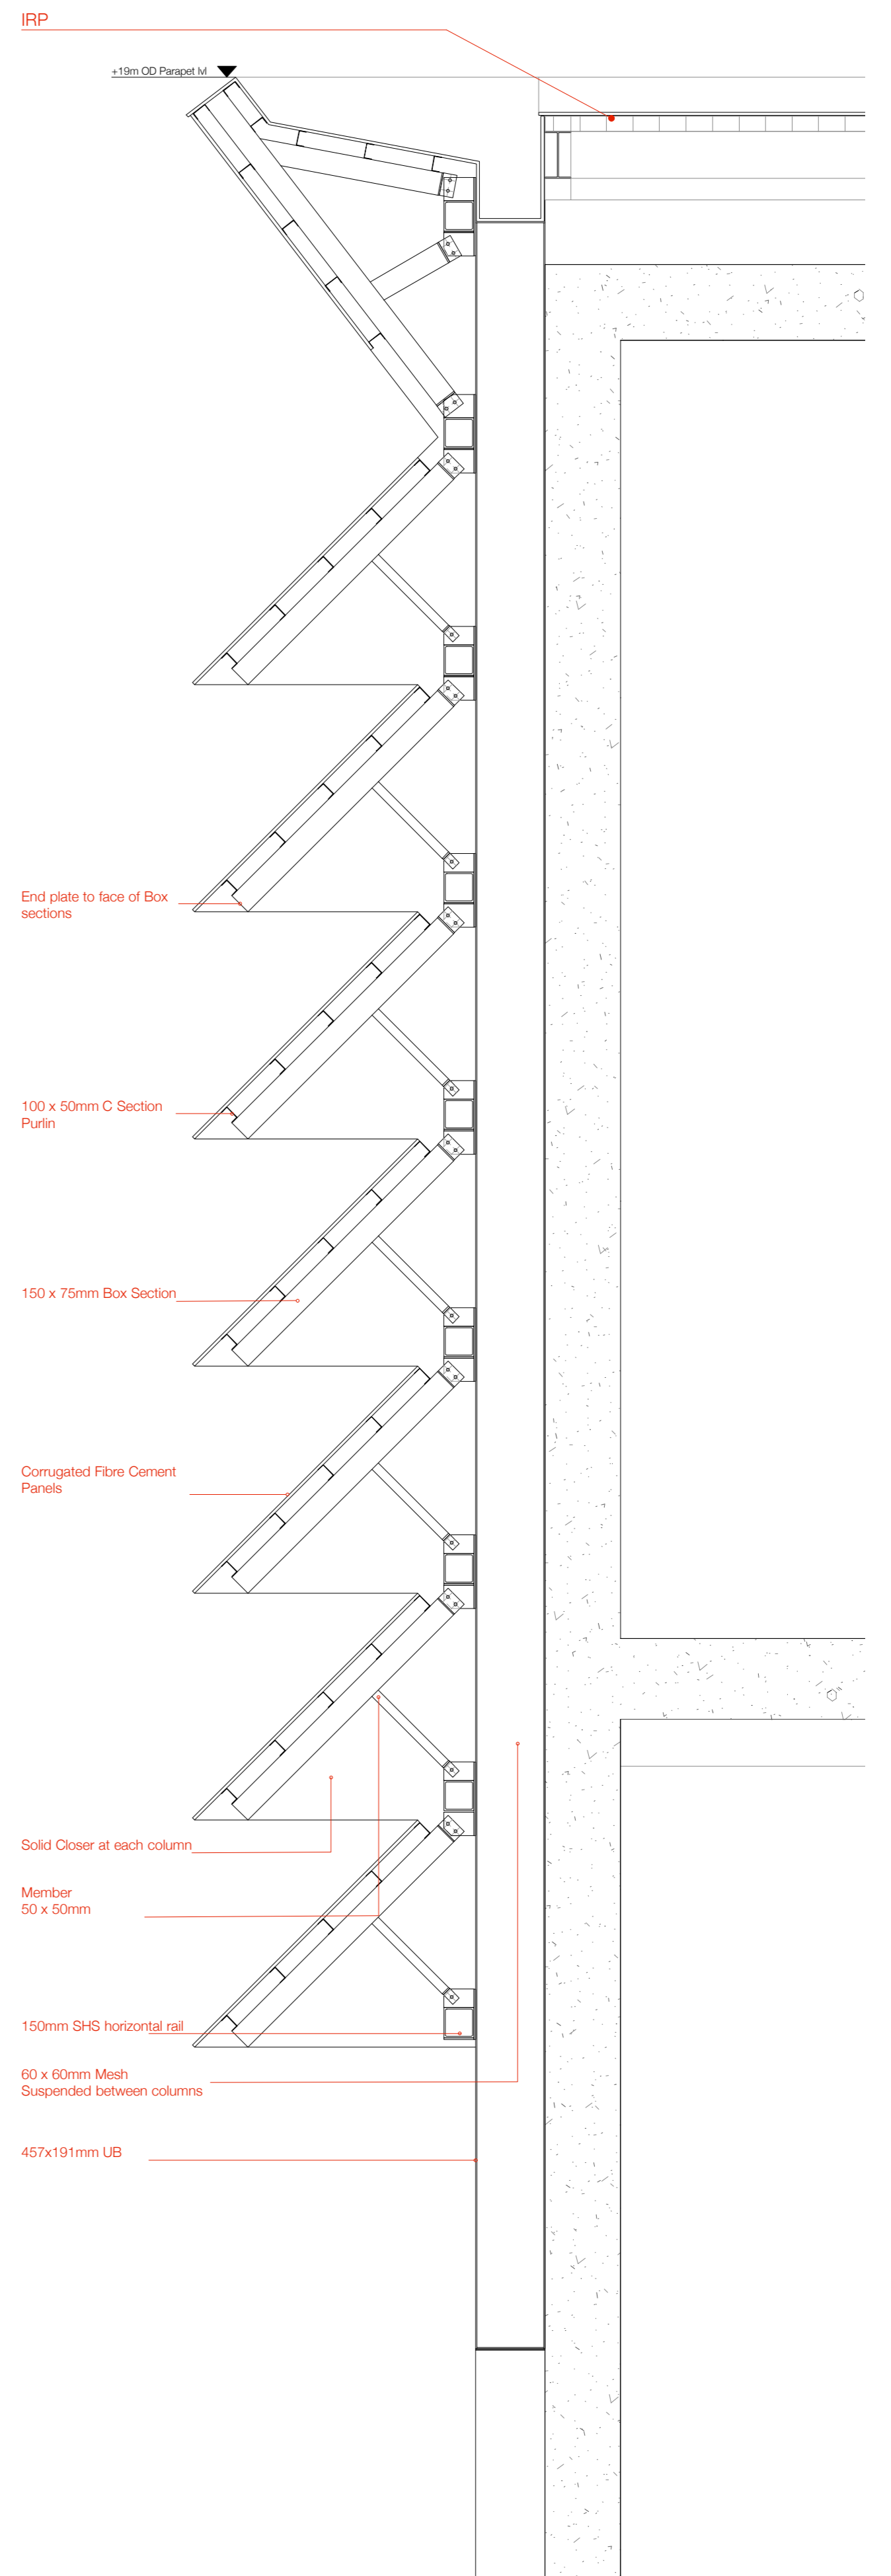 IRP
+19m OD Parapet lvl
End plate to face of Box
sections
100 x 50mm C Section
Purlin
150 x 75mm Box Section
Corrugated Fibre Cement
Panels
Solid Closer at each column
Member
50 x 50mm
150mm SHS horizontal rail
60 x 60mm Mesh
Suspended between columns
457x191mm UB